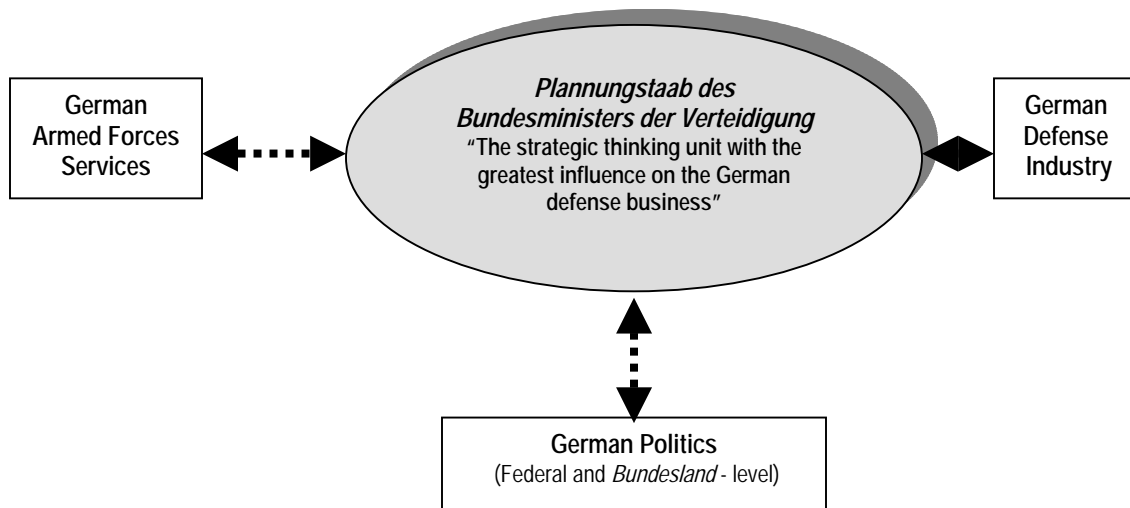 German
Armed Forces
Services
Plannungstaab des
Bundesministers der Verteidigung
“The strategic thinking unit with the
greatest influence on the German
defense business”
German
Defense
Industry
German Politics
(Federal and Bundesland - level)